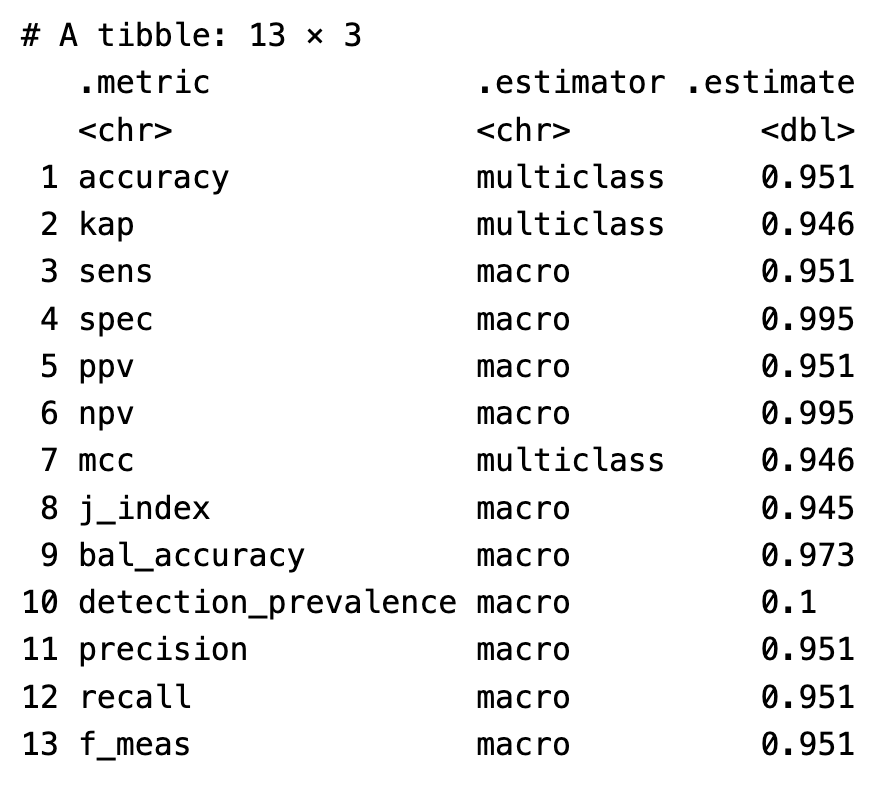 # A tibble: 13 × 3
.metric .estimator .estimate
<chr> <chr> <dbl>
1 accuracy multiclass 0.951
2 kap multiclass 0.946
3 sens macro 0.951
4 spec macro 0.995
5 ppv macro 0.951
6 npv macro 0.995
7 mcc multiclass 0.946
8 j_index macro 0.945
9 bal_accuracy macro 0.973
10 detection_prevalence macro 0.1
11 precision macro 0.951
12 recall macro 0.951
13 f_meas macro 0.951